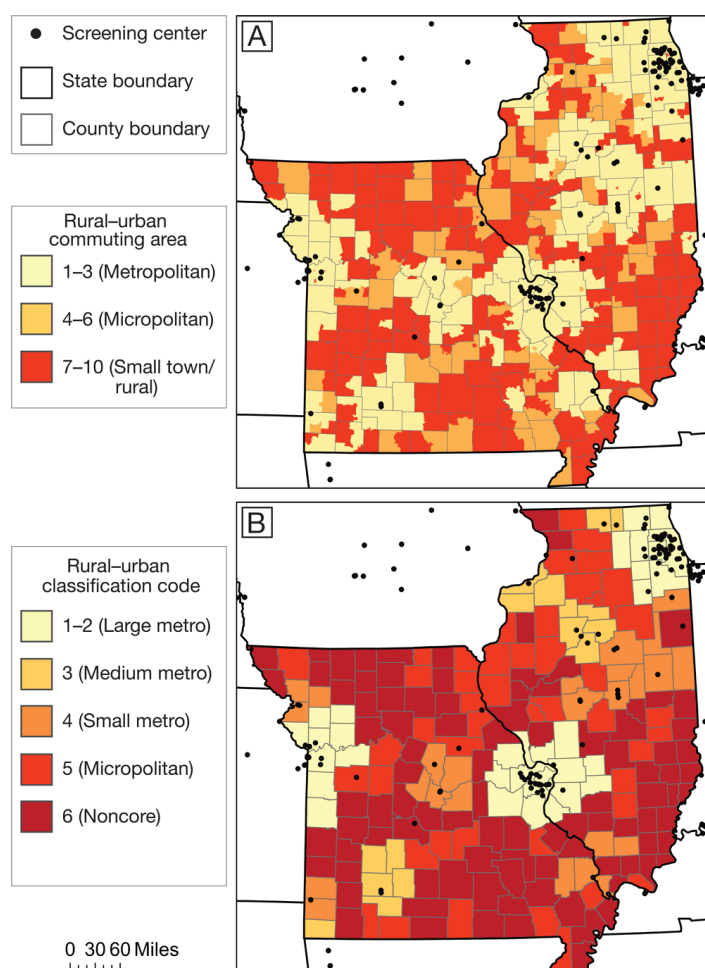 Screening center
State boundary
County boundary
Rural–urban
commuting area
1–3 (Metropolitan)
4–6 (Micropolitan)
7–10 (Small town/
rural)
A
Rural–urban
classification code
1–2 (Large metro)
3 (Medium metro)
4 (Small metro)
5 (Micropolitan)
6 (Noncore)
0 30 60 Miles
B